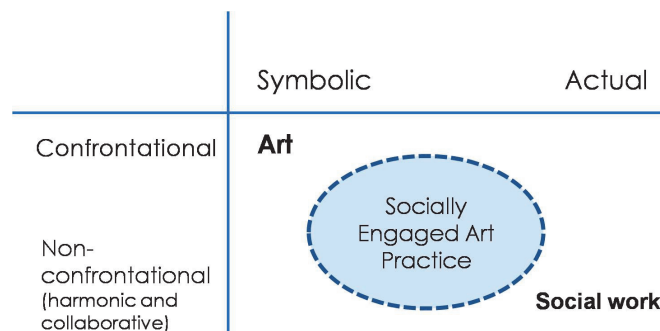 Symbolic Actual
Confrontational Art
Socially
Engaged Art
Practice
Non-
confrontational
(harmonic and
collaborative)
Social work